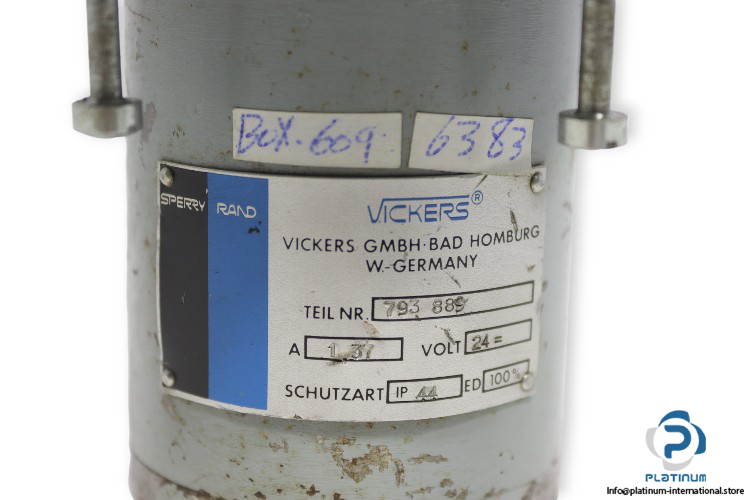 BOX-609 6383
SPERRY RAND
VICKERS®
VICKERS GMBH·BAD HOMBURG
W.-GERMANY
TEIL NR. 793 889
A 1,37 VOLT 24=
SCHUTZART IP 44 ED 100%
PLATINUM
Info@platinum-international.store